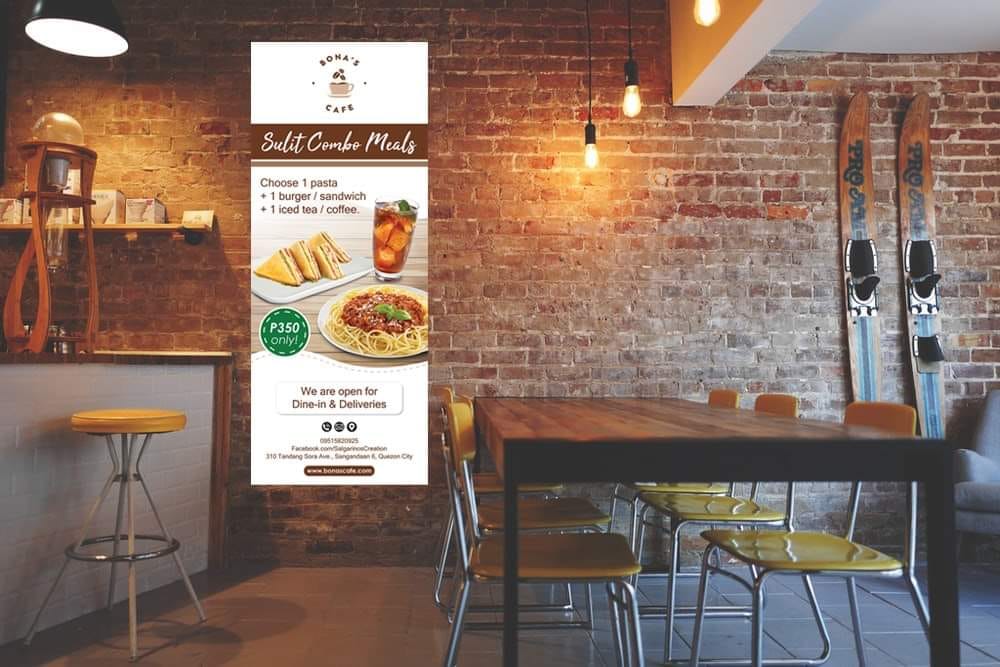 BONA'S
CAFE
Sulit Combo Meals
Choose 1 pasta
+ 1 burger / sandwich
+ 1 iced tea / coffee.
P350
only!
We are open for
Dine-in & Deliveries
09515820925
Facebook.com/SalgarinosCreation
310 Tandang Sora Ave., Sangandaan 6, Quezon City
www.bonascafe.com